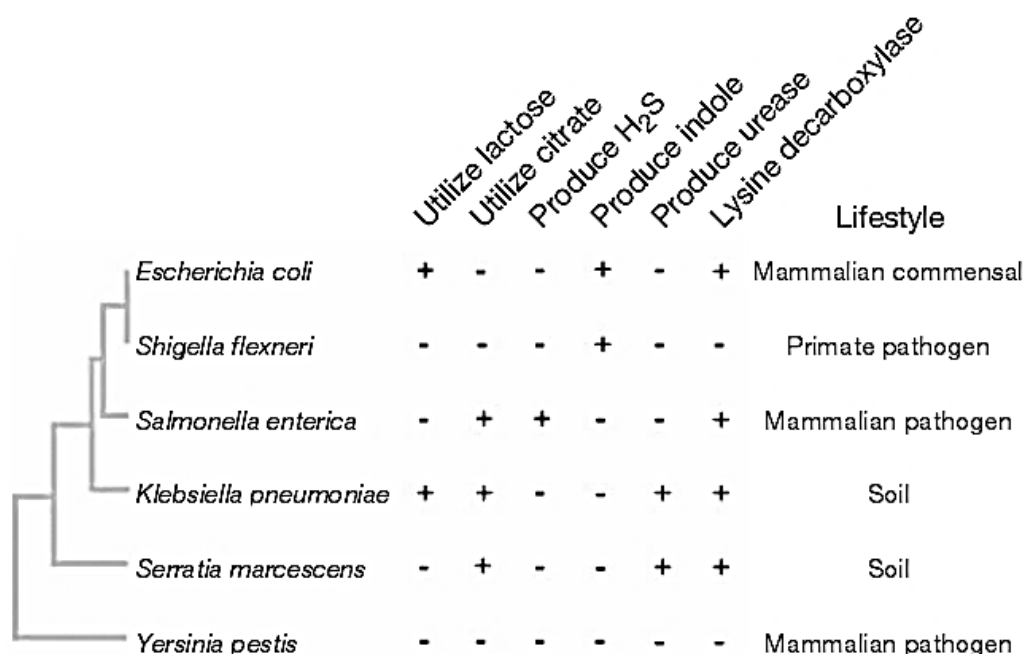 Utilize lactose
Utilize citrate
Produce H₂S
Produce indole
Produce urease
Lysine decarboxylase
Lifestyle
Escherichia coli + - - + - + Mammalian commensal
Shigella flexneri - - - + - - Primate pathogen
Salmonella enterica - + + - - + Mammalian pathogen
Klebsiella pneumoniae + + - - + + Soil
Serratia marcescens - + - - + + Soil
Yersinia pestis - - - - - - Mammalian pathogen